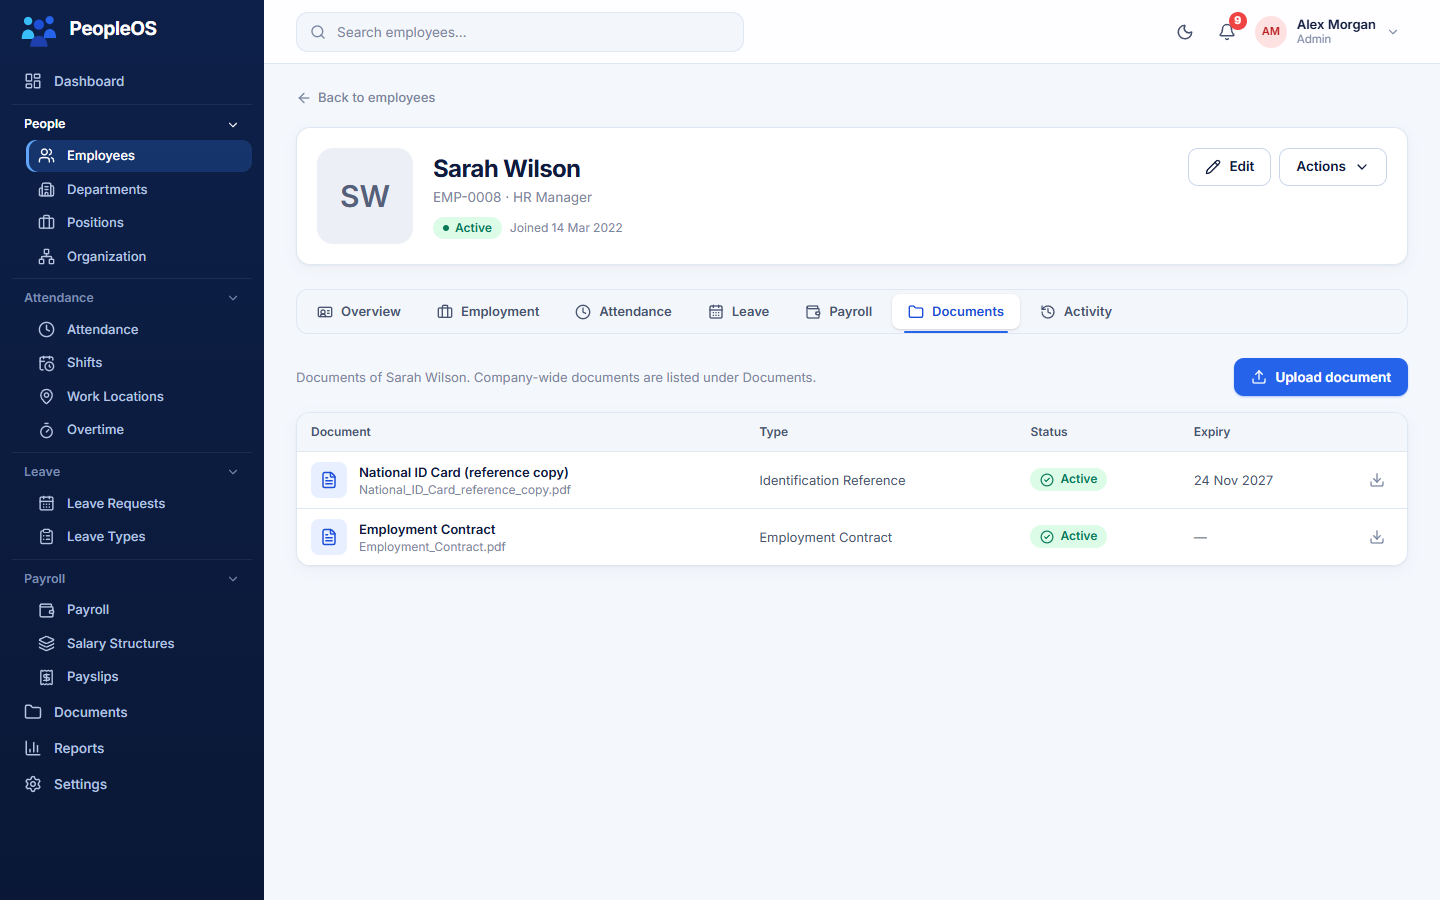 PeopleOS
Dashboard
People
Employees
Departments
Positions
Organization
Attendance
Attendance
Shifts
Work Locations
Overtime
Leave
Leave Requests
Leave Types
Payroll
Payroll
Salary Structures
Payslips
Documents
Reports
Settings
Search employees...
9
AM
Alex Morgan
Admin
Back to employees
SW
Sarah Wilson
EMP-0008 · HR Manager
Active Joined 14 Mar 2022
Edit
Actions
Overview Employment Attendance Leave Payroll Documents Activity
Documents of Sarah Wilson. Company-wide documents are listed under Documents.
Upload document
Document Type Status Expiry
National ID Card (reference copy)
National_ID_Card_reference_copy.pdf
Identification Reference Active 24 Nov 2027
Employment Contract
Employment_Contract.pdf
Employment Contract Active —